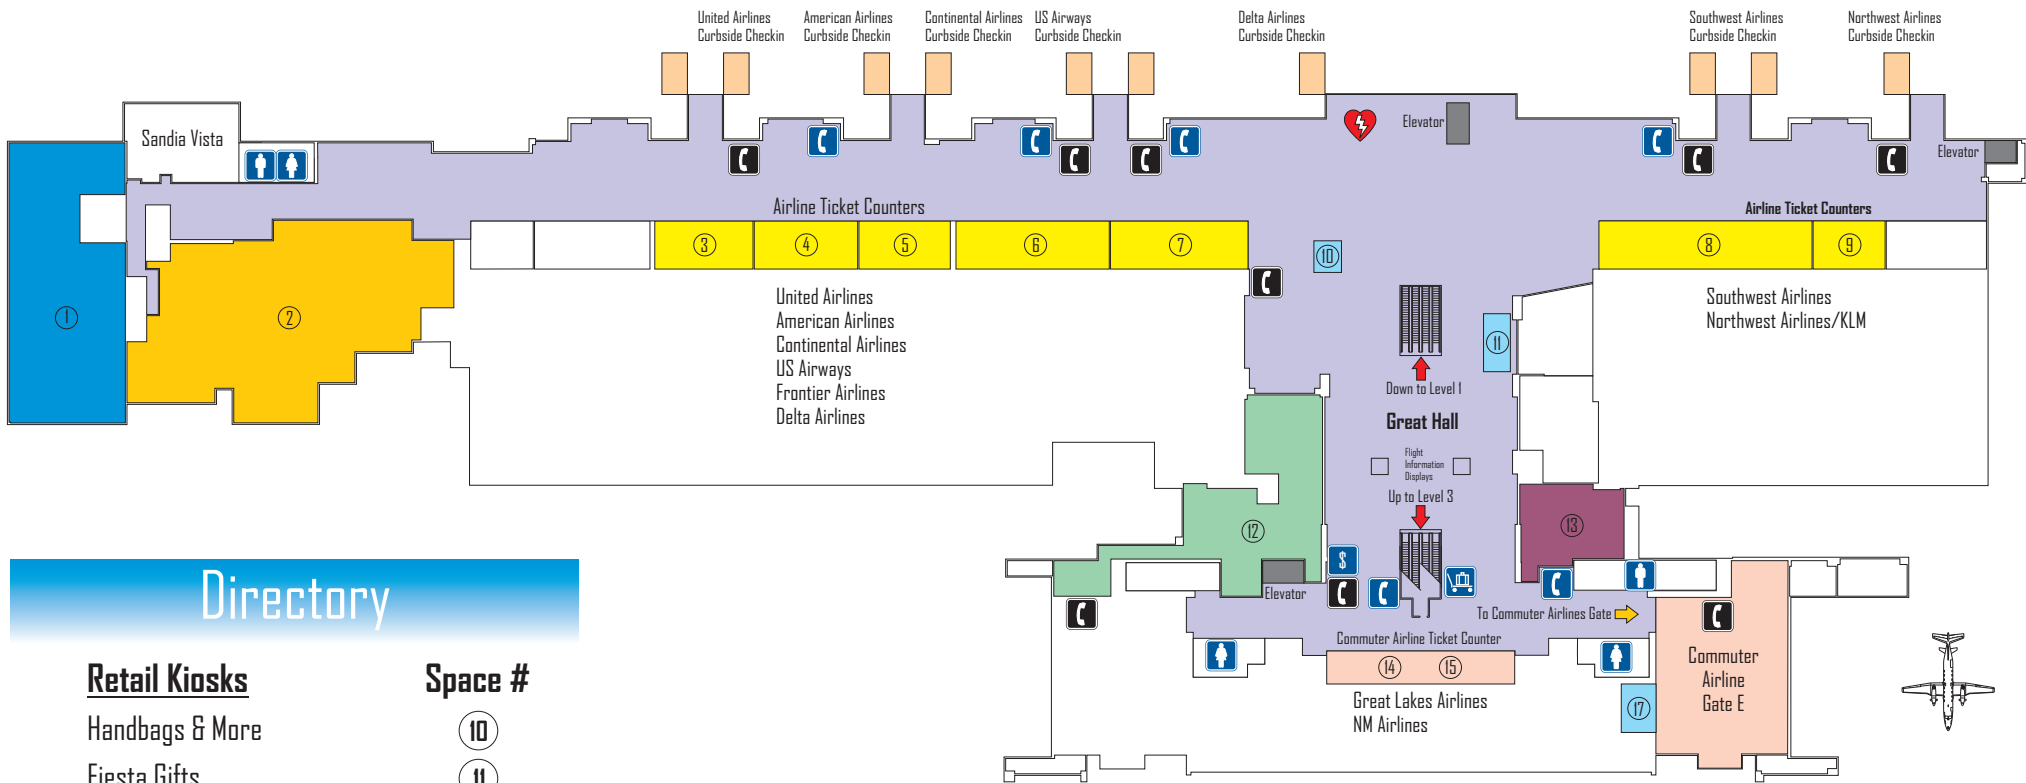 United Airlines
Curbside Checkin
American Airlines
Curbside Checkin
Continental Airlines
Curbside Checkin
US Airways
Curbside Checkin
Delta Airlines
Curbside Checkin
Southwest Airlines
Curbside Checkin
Northwest Airlines
Curbside Checkin
Sandia Vista
Elevator
Elevator
Airline Ticket Counters
Airline Ticket Counters
1
2
3
4
5
6
7
8
9
10
11
United Airlines
American Airlines
Continental Airlines
US Airways
Frontier Airlines
Delta Airlines
Southwest Airlines
Northwest Airlines/KLM
Down to Level 1
Great Hall
Flight
Information
Displays
Up to Level 3
12
13
$
Elevator
To Commuter Airlines Gate
Commuter Airline Ticket Counter
14
15
Great Lakes Airlines
NM Airlines
17
Commuter
Airline
Gate E
Directory
Retail Kiosks Space #
Handbags & More 10
Fiesta Gifts 11